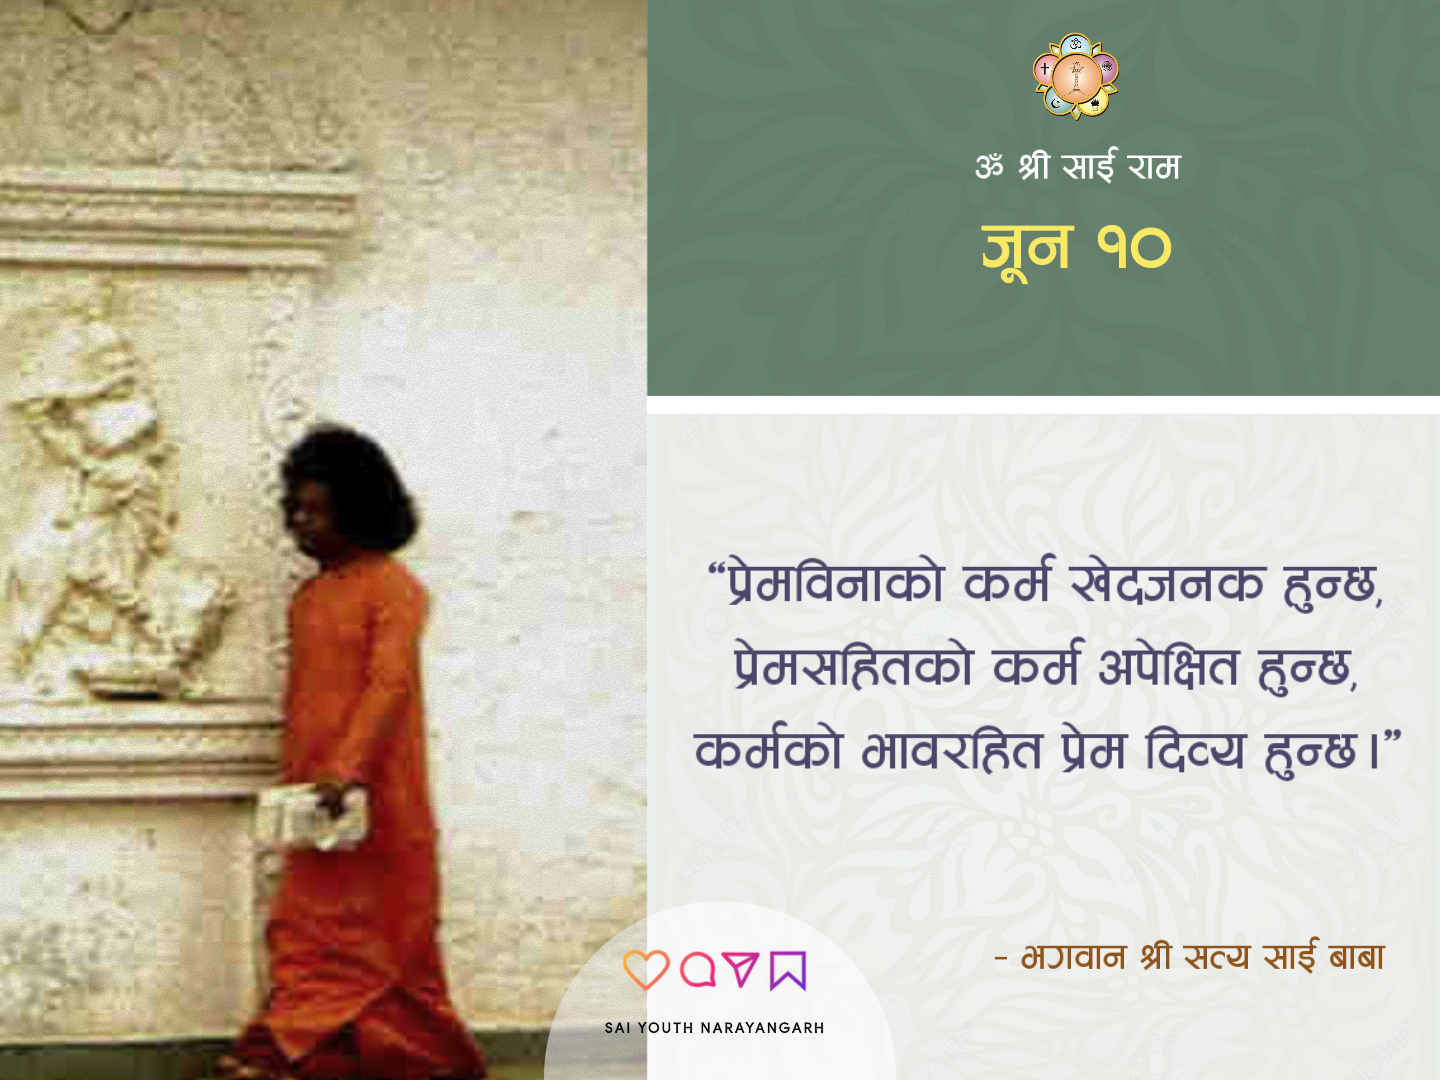 ॐ श्री साई राम
जून १०
“प्रेमविनाको कर्म खेदजनक हुन्छ,
प्रेमसहितको कर्म अपेक्षित हुन्छ,
कर्मको भावरहित प्रेम दिव्य हुन्छ ।”
- भगवान श्री सत्य साई बाबा
SAI YOUTH NARAYANGARH